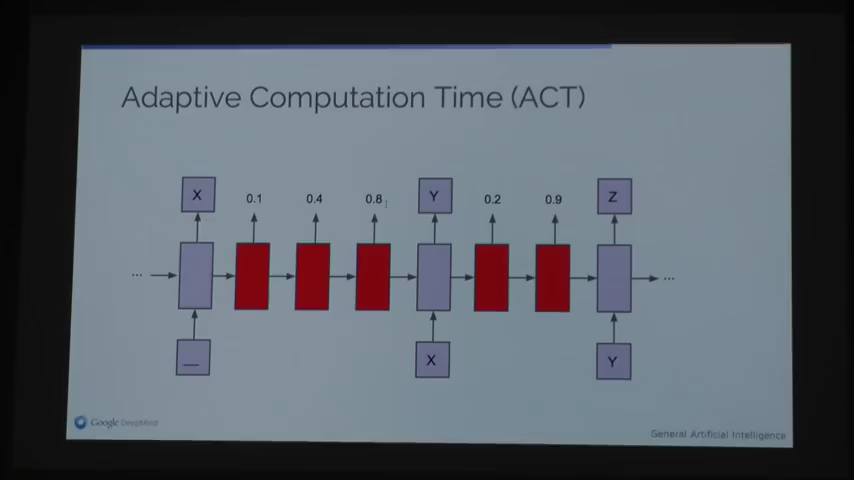 Adaptive Computation Time (ACT)
X 0.1 0.4 0.8 Y 0.2 0.9 Z
... ...
_ X Y
Google DeepMind
General Artificial Intelligence